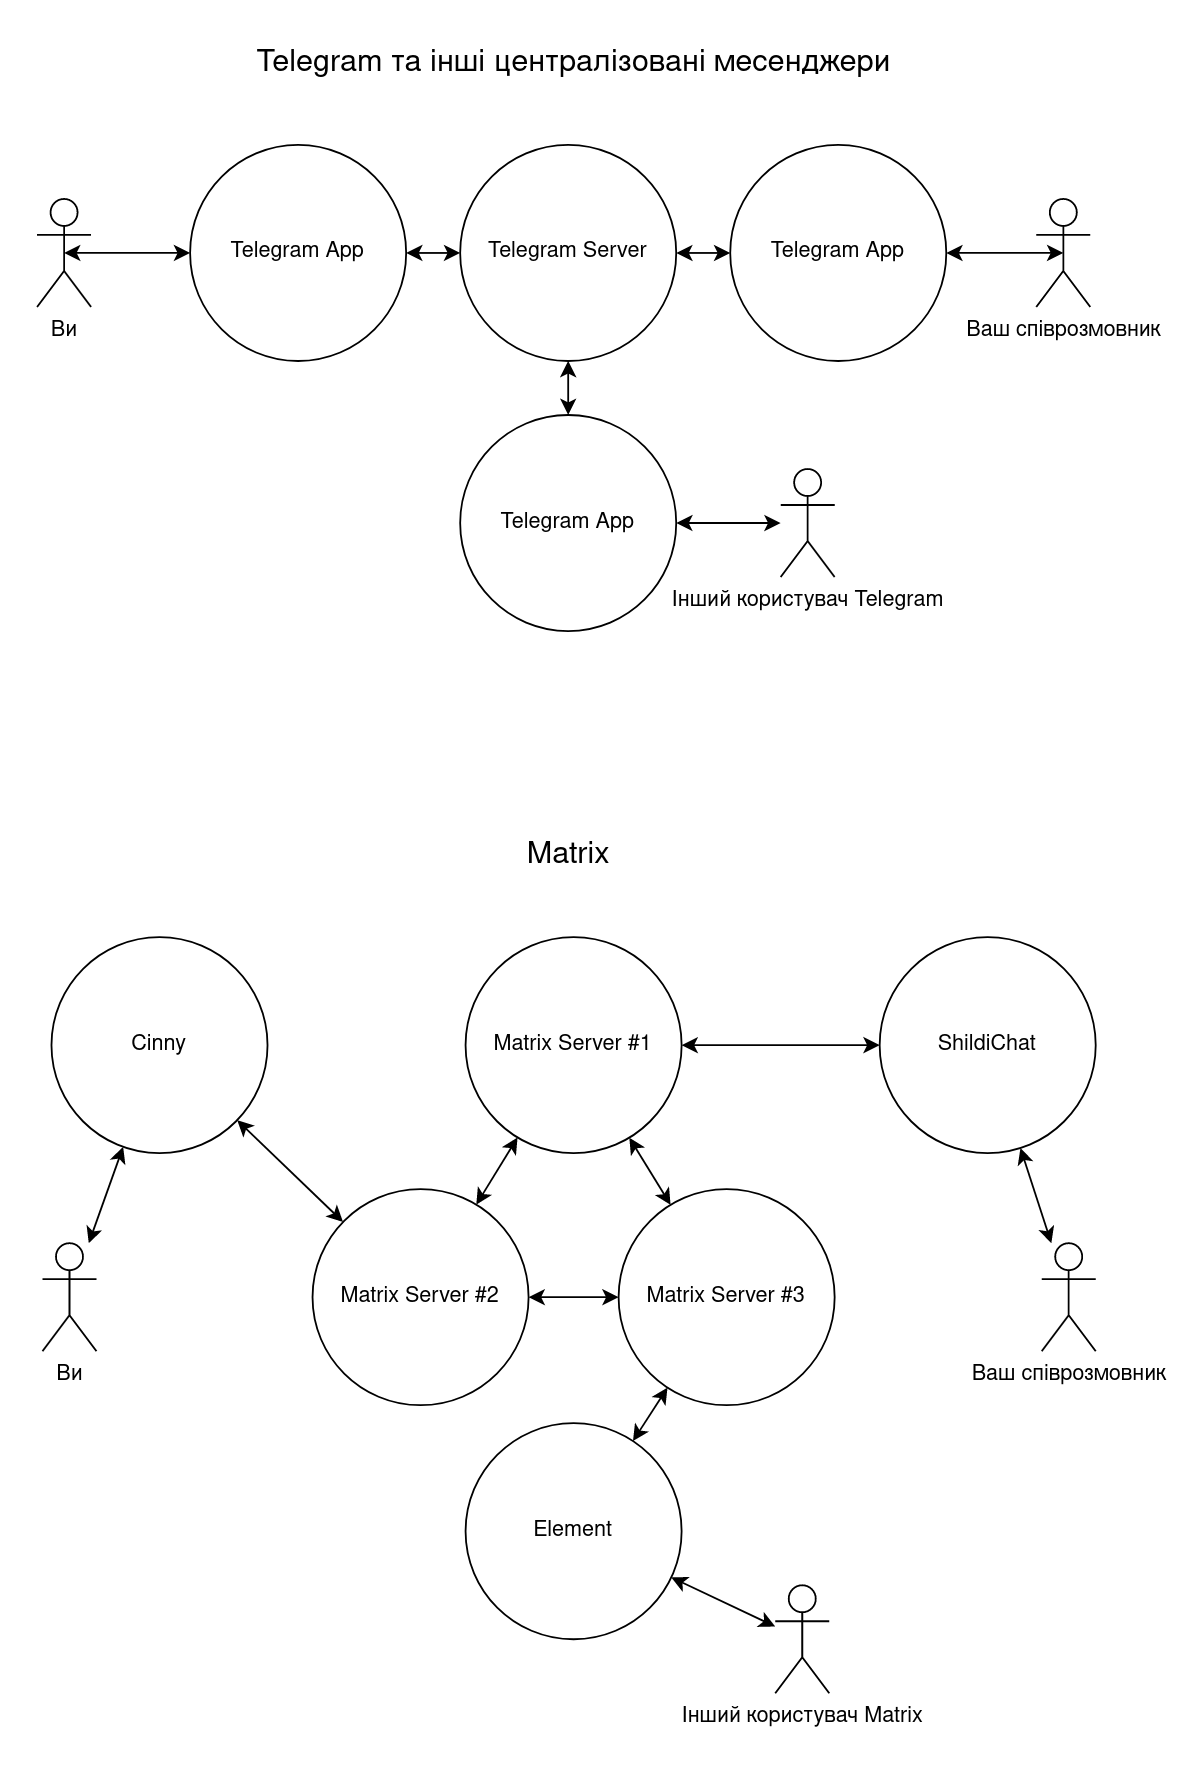 Telegram та інші централізовані месенджери
Telegram App
Telegram Server
Telegram App
Ви
Ваш співрозмовник
Telegram App
Інший користувач Telegram
Matrix
Cinny
Matrix Server #1
ShildiChat
Matrix Server #2
Matrix Server #3
Ви
Ваш співрозмовник
Element
Інший користувач Matrix